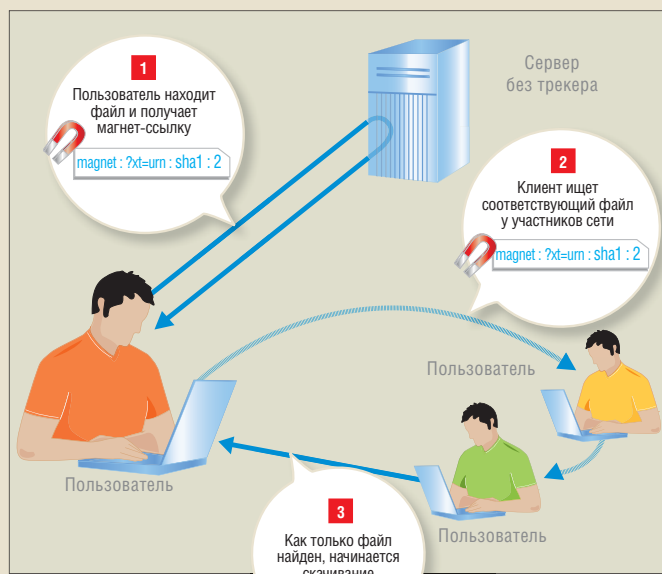 1
Пользователь находит
файл и получает
магнет-ссылку
magnet : ?xt=urn : sha1 : 2
Сервер
без трекера
2
Клиент ищет
соответствующий файл
у участников сети
magnet : ?xt=urn : sha1 : 2
Пользователь
Пользователь
Пользователь
3
Как только файл
найден, начинается
скачивание